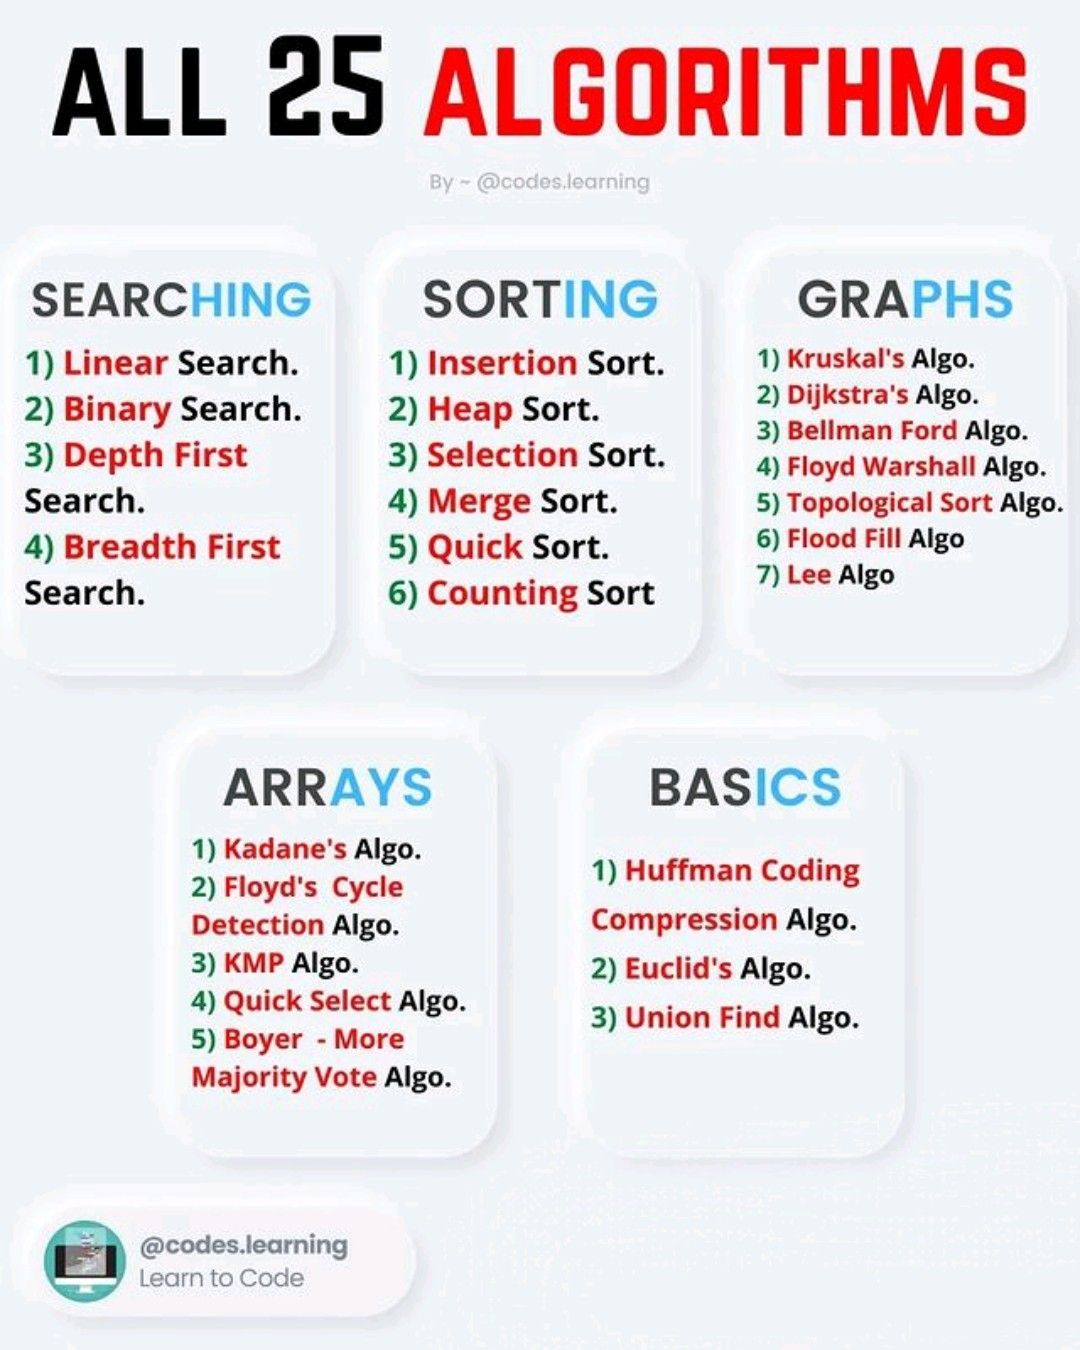 ALL 25 ALGORITHMS
By ~ @codes.learning
SEARCHING
1) Linear Search.
2) Binary Search.
3) Depth First
Search.
4) Breadth First
Search.
SORTING
1) Insertion Sort.
2) Heap Sort.
3) Selection Sort.
4) Merge Sort.
5) Quick Sort.
6) Counting Sort
GRAPHS
1) Kruskal's Algo.
2) Dijkstra's Algo.
3) Bellman Ford Algo.
4) Floyd Warshall Algo.
5) Topological Sort Algo.
6) Flood Fill Algo
7) Lee Algo
ARRAYS
1) Kadane's Algo.
2) Floyd's  Cycle
Detection Algo.
3) KMP Algo.
4) Quick Select Algo.
5) Boyer  - More
Majority Vote Algo.
BASICS
1) Huffman Coding
Compression Algo.
2) Euclid's Algo.
3) Union Find Algo.
@codes.learning
Learn to Code